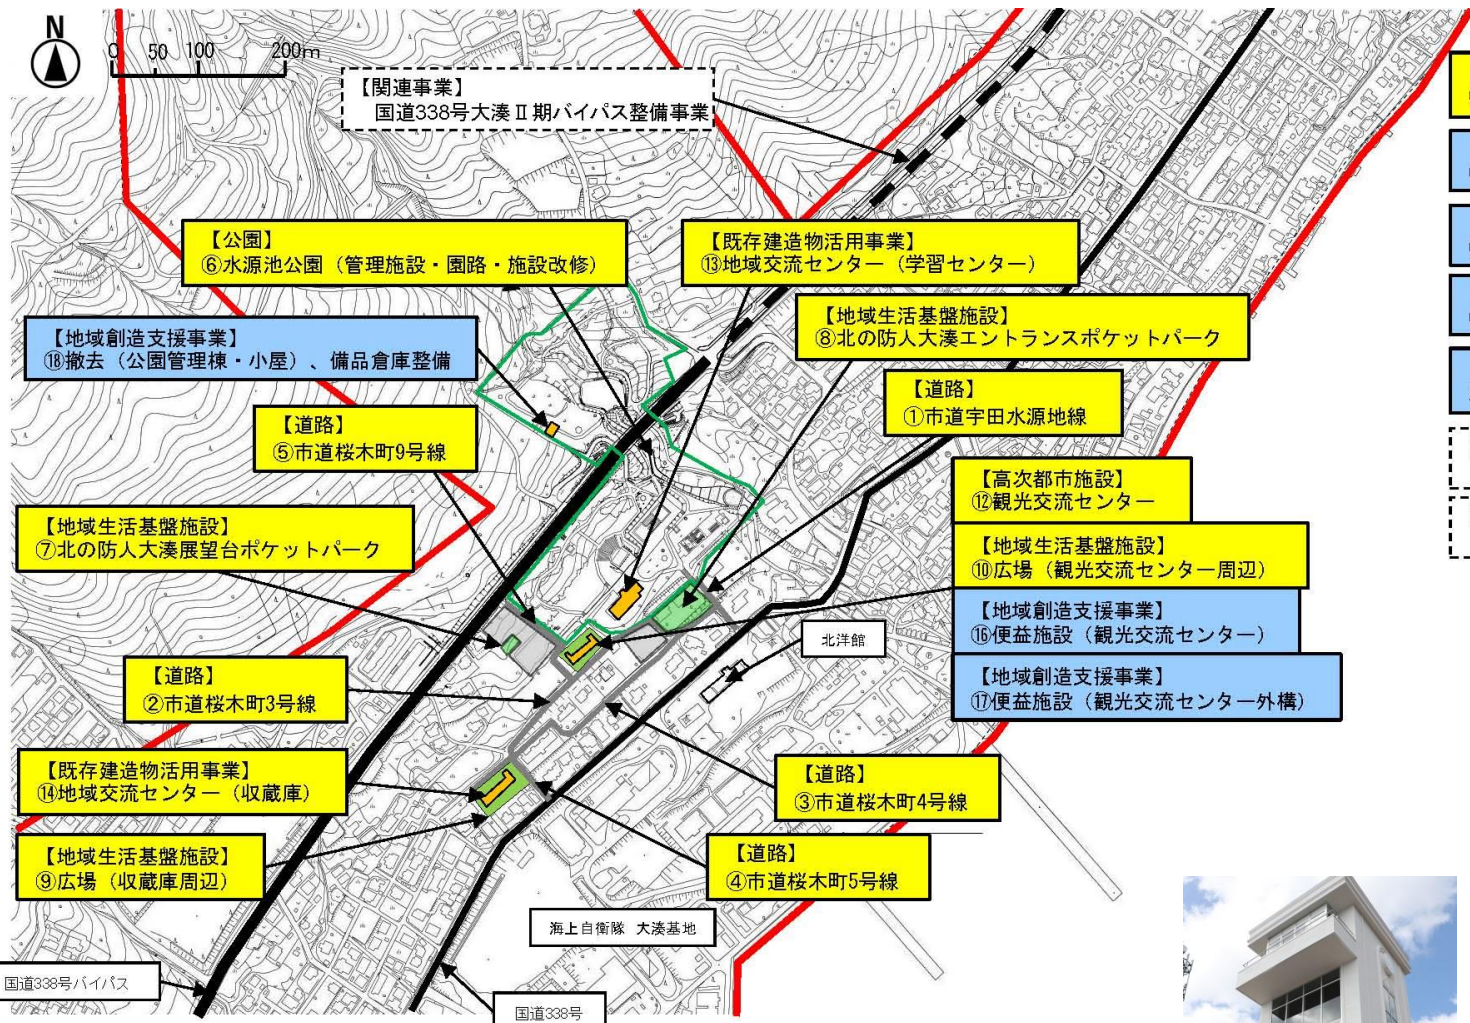 N
0 50 100 200m
【関連事業】
国道338号大湊Ⅱ期バイパス整備事業
【公園】
⑥水源池公園（管理施設・園路・施設改修）
【既存建造物活用事業】
⑬地域交流センター（学習センター）
【地域生活基盤施設】
⑧北の防人大湊エントランスポケットパーク
【地域創造支援事業】
⑱撤去（公園管理棟・小屋）、備品倉庫整備
【道路】
①市道宇田水源地線
【道路】
⑤市道桜木町9号線
【高次都市施設】
⑫観光交流センター
【地域生活基盤施設】
⑦北の防人大湊展望台ポケットパーク
【地域生活基盤施設】
⑩広場（観光交流センター周辺）
【地域創造支援事業】
⑯便益施設（観光交流センター）
北洋館
【地域創造支援事業】
⑰便益施設（観光交流センター外構）
【道路】
②市道桜木町3号線
【既存建造物活用事業】
⑭地域交流センター（収蔵庫）
【道路】
③市道桜木町4号線
【地域生活基盤施設】
⑨広場（収蔵庫周辺）
【道路】
④市道桜木町5号線
海上自衛隊 大湊基地
国道338号バイパス
国道338号